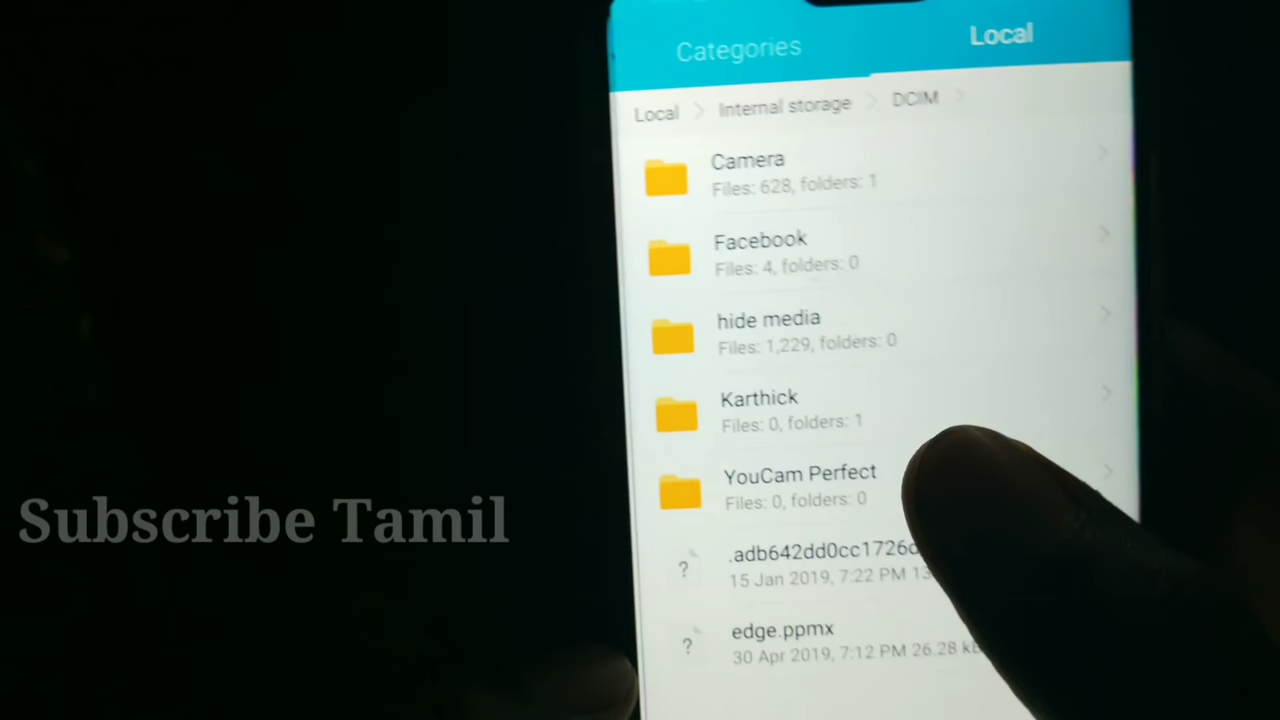 Categories
Local
Local > Internal storage > DCIM >
Camera
Files: 628, folders: 1
Facebook
Files: 4, folders: 0
hide media
Files: 1,229, folders: 0
Karthick
Files: 0, folders: 1
YouCam Perfect
Files: 0, folders: 0
.adb642dd0cc1726
15 Jan 2019, 7:22 PM
edge.ppmx
30 Apr 2019, 7:12 PM 26.28
Subscribe Tamil